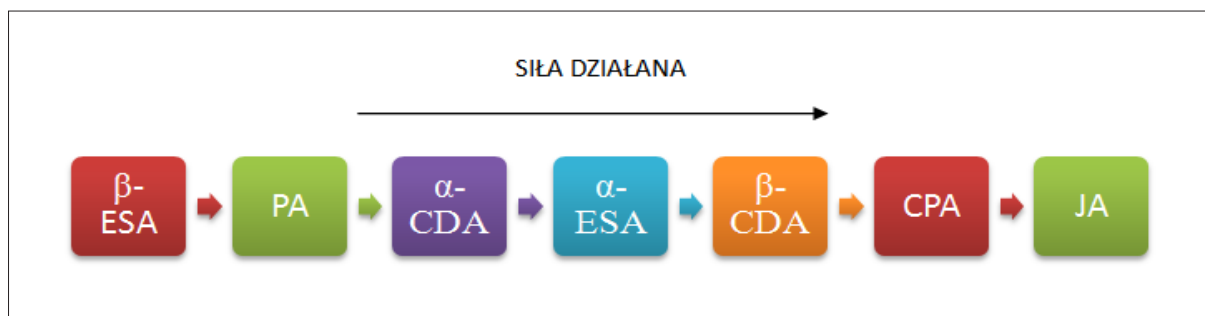 SIŁA DZIAŁANA
β-
ESA
PA
α-
CDA
α-
ESA
β-
CDA
CPA
JA